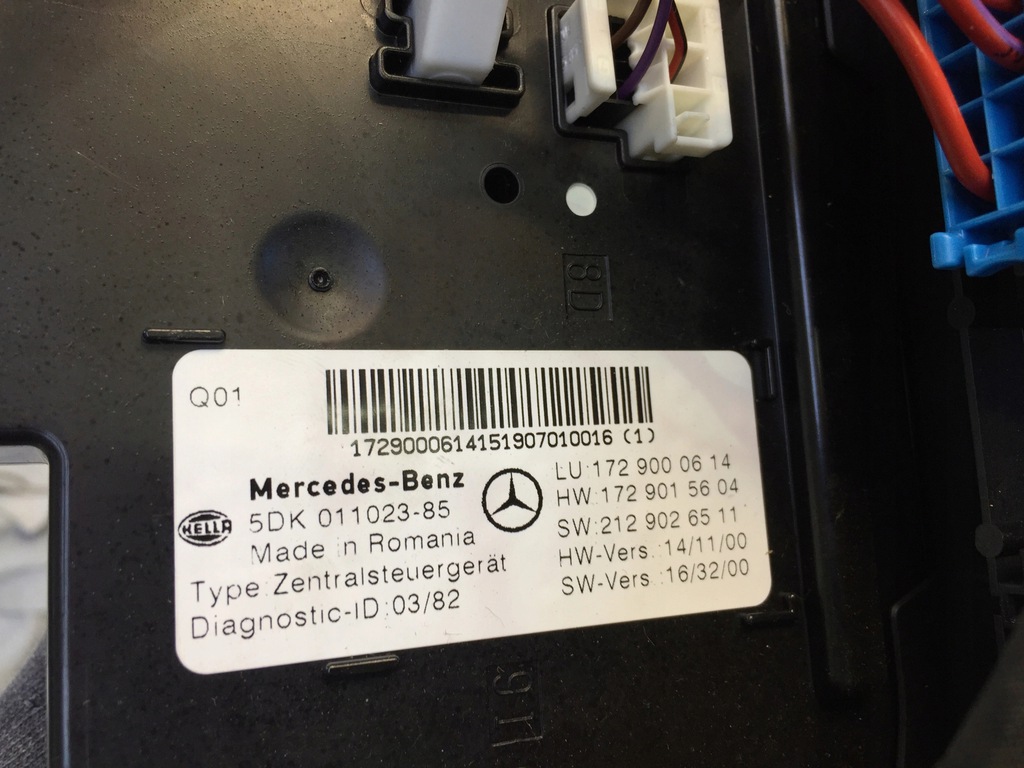 8D
Q01
1729000614151907010016 (1)
Mercedes-Benz
HELLA
5DK 011023-85
Made in Romania
Type:Zentralsteuergerät
Diagnostic-ID:03/82
LU:172 900 06 14
HW:172 901 56 04
SW:212 902 65 11
HW-Vers.:14/11/00
SW-Vers.:16/32/00